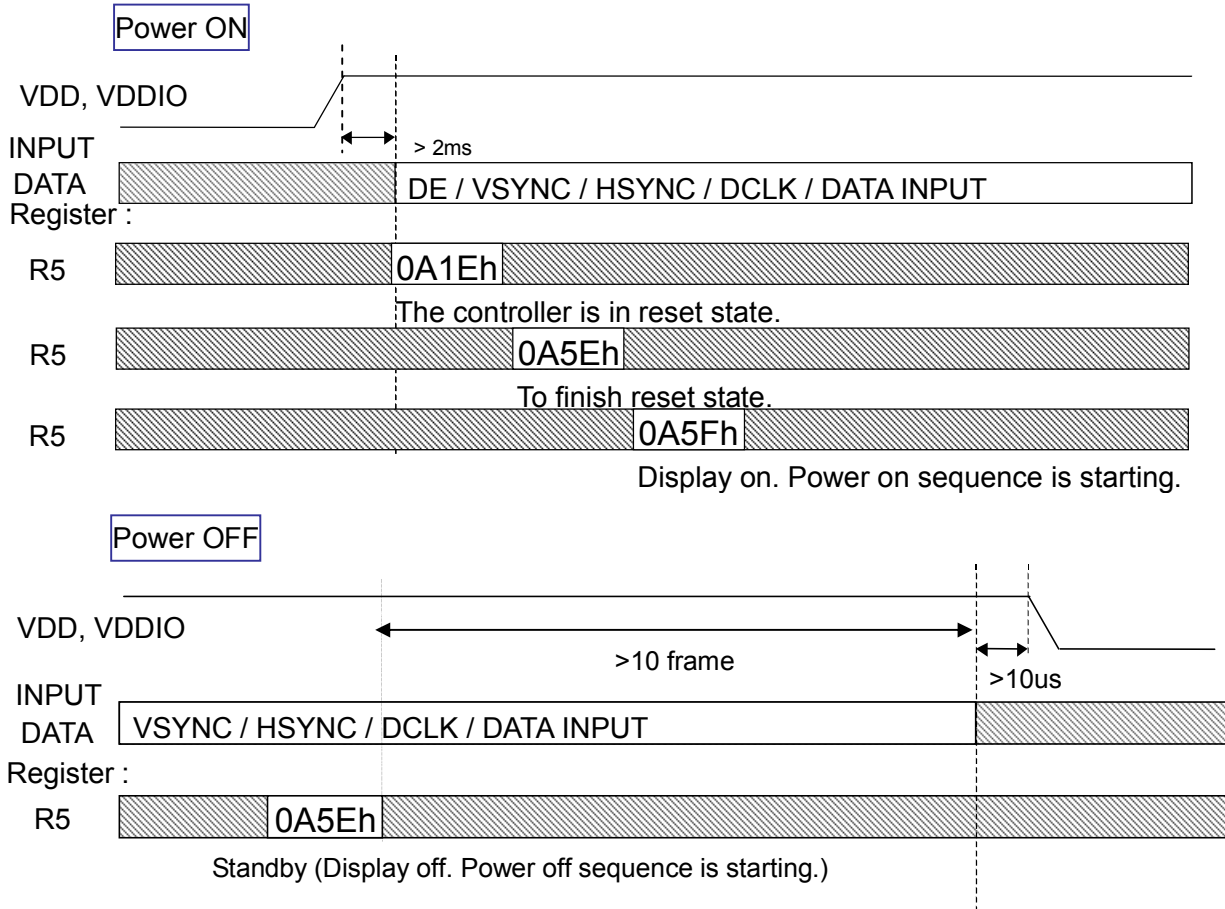 Power ON
VDD, VDDIO
INPUT
DATA
> 2ms
DE / VSYNC / HSYNC / DCLK / DATA INPUT
Register :
R5
0A1Eh
The controller is in reset state.
R5
0A5Eh
To finish reset state.
R5
0A5Fh
Display on. Power on sequence is starting.
Power OFF
VDD, VDDIO
>10 frame
>10us
INPUT
DATA
VSYNC / HSYNC / DCLK / DATA INPUT
Register :
R5
0A5Eh
Standby (Display off. Power off sequence is starting.)